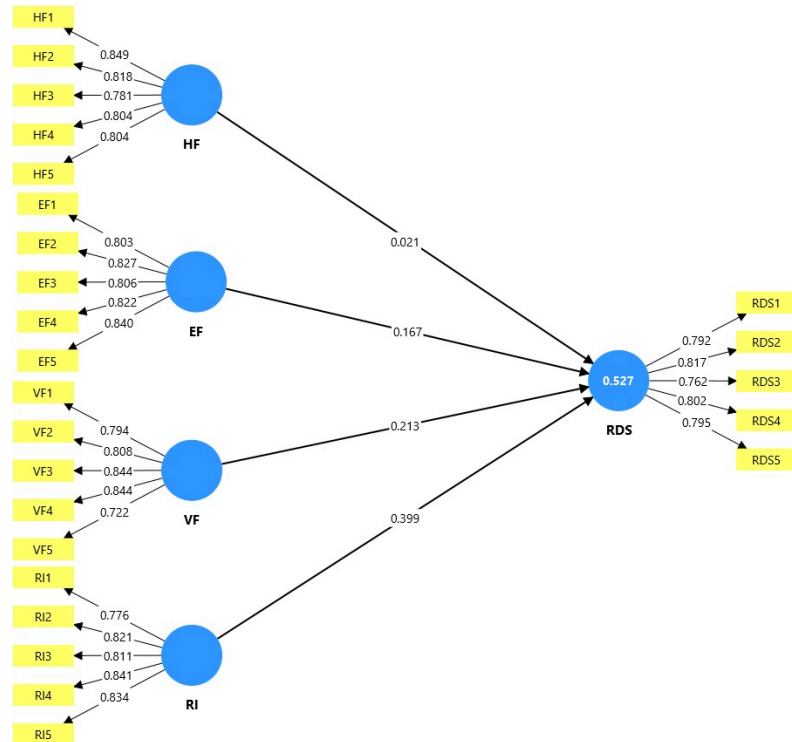 HF1
0.849
HF2
0.818
HF3
0.781
HF4
0.804
HF5
0.804
HF
EF1
0.803
EF2
0.827
EF3
0.806
EF4
0.822
EF5
0.840
EF
VF1
0.794
VF2
0.808
VF3
0.844
VF4
0.844
VF5
0.722
VF
RI1
0.776
RI2
0.821
RI3
0.811
RI4
0.841
RI5
0.834
RI
0.021
0.167
0.213
0.399
0.527
RDS
0.792
RDS1
0.817
RDS2
0.762
RDS3
0.802
RDS4
0.795
RDS5